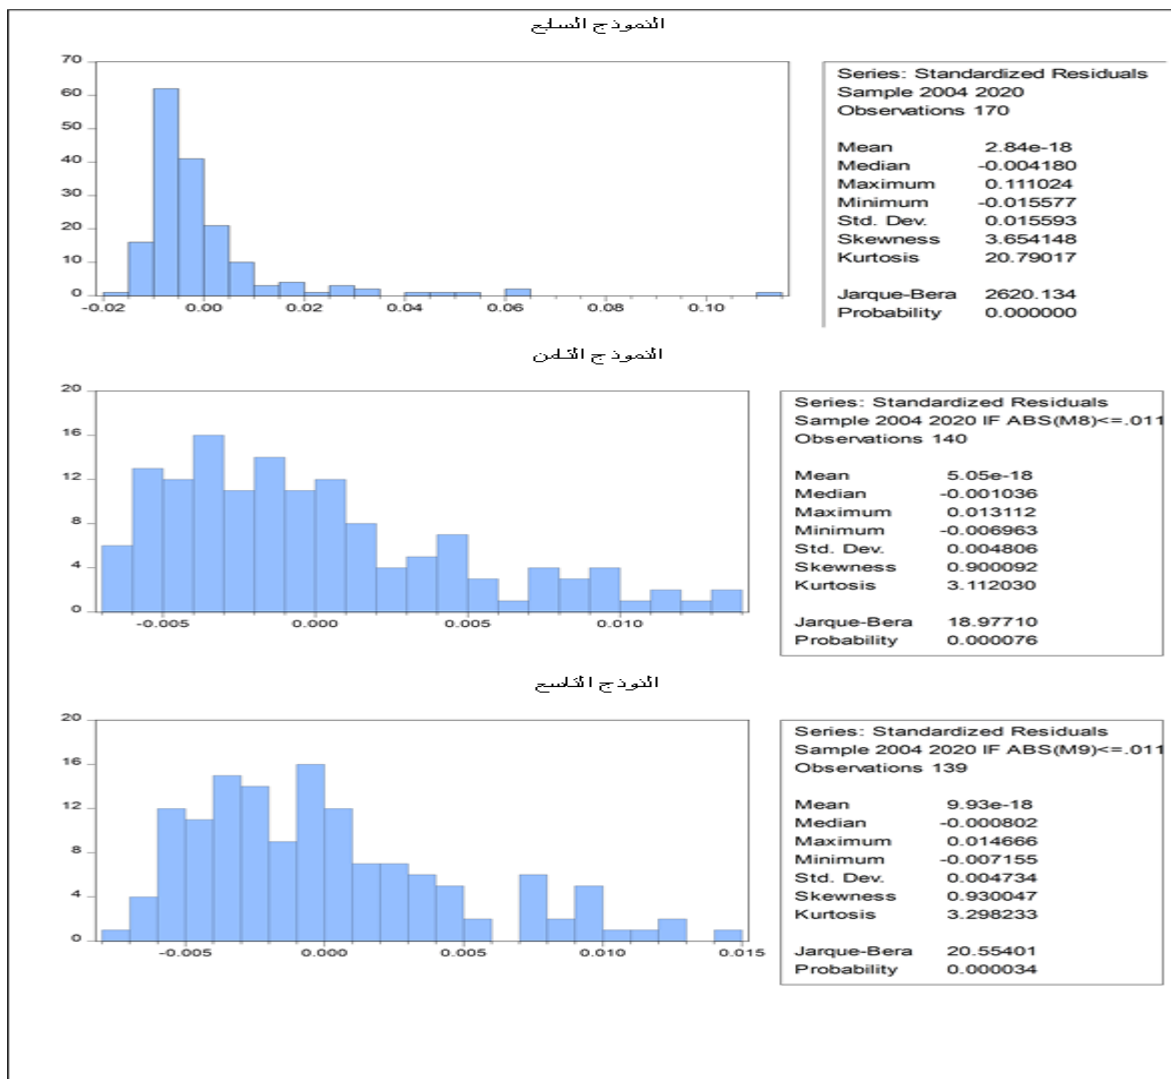 النموذج السابع
70
60
50
40
30
20
10
0
-0.02 0.00 0.02 0.04 0.06 0.08 0.10
Series: Standardized Residuals
Sample 2004 2020
Observations 170
Mean 2.84e-18
Median -0.004180
Maximum 0.111024
Minimum -0.015577
Std. Dev. 0.015593
Skewness 3.654148
Kurtosis 20.79017
Jarque-Bera 2620.134
Probability 0.000000
النموذج الثامن
20
16
12
8
4
0
-0.005 0.000 0.005 0.010
Series: Standardized Residuals
Sample 2004 2020 IF ABS(M8)<=.011
Observations 140
Mean 5.05e-18
Median -0.001036
Maximum 0.013112
Minimum -0.006963
Std. Dev. 0.004806
Skewness 0.900092
Kurtosis 3.112030
Jarque-Bera 18.97710
Probability 0.000076
النوذج التاسع
20
16
12
8
4
0
-0.005 0.000 0.005 0.010 0.015
Series: Standardized Residuals
Sample 2004 2020 IF ABS(M9)<=.011
Observations 139
Mean 9.93e-18
Median -0.000802
Maximum 0.014666
Minimum -0.007155
Std. Dev. 0.004734
Skewness 0.930047
Kurtosis 3.298233
Jarque-Bera 20.55401
Probability 0.000034